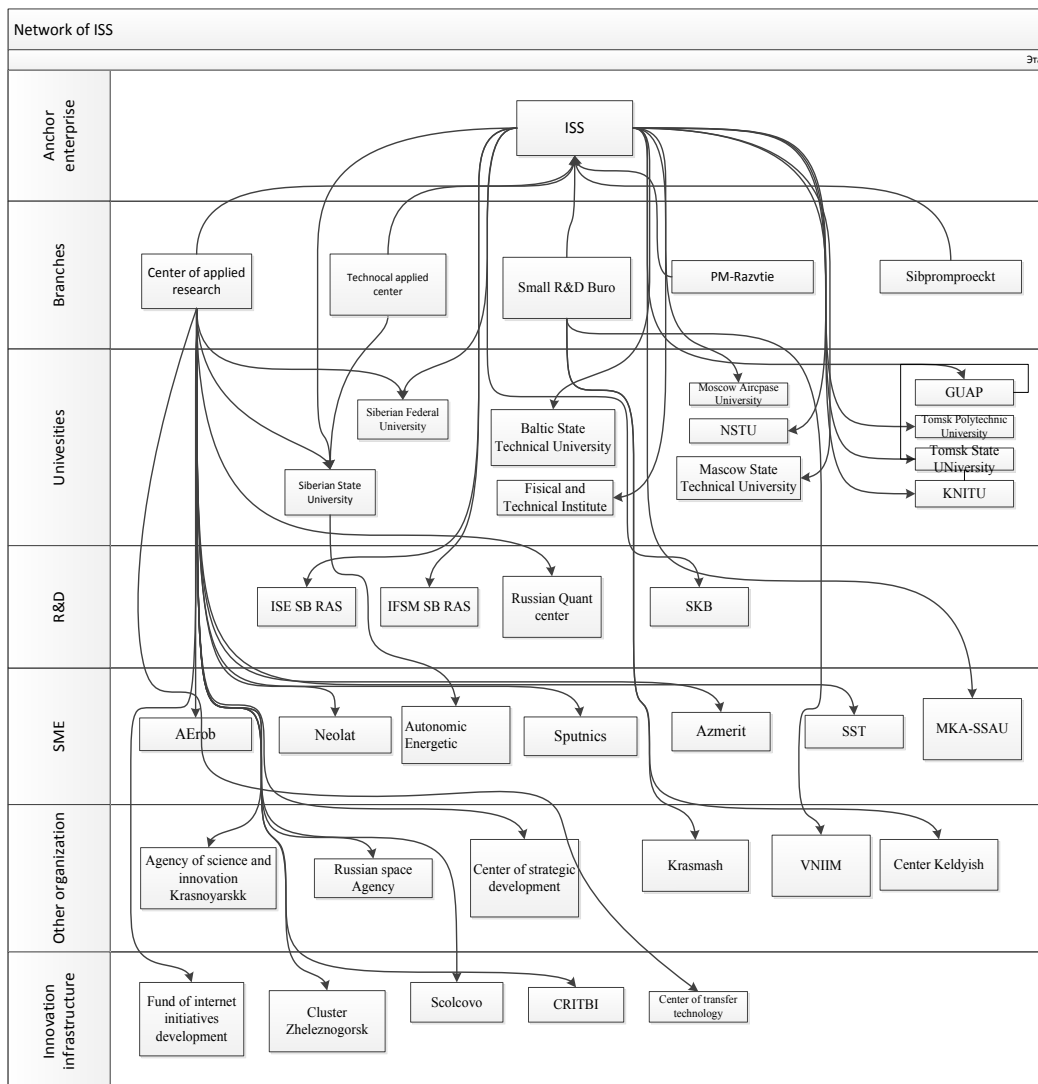 Network of ISS
Эта
Anchor
enterprise
ISS
Branches
Center of applied
research
Technocal applied
center
Small R&D Buro
PM-Razvtie
Sibpromproeckt
Univesities
Siberian Federal
University
Siberian State
University
Baltic State
Technical University
Fisical and
Technical Institute
Moscow Aircpase
University
NSTU
Mascow State
Technical University
GUAP
Tomsk Polytechnic
University
Tomsk State
UNiversity
KNITU
R&D
ISE SB RAS
IFSM SB RAS
Russian Quant
center
SKB
SME
AErob
Neolat
Autonomic
Energetic
Sputnics
Azmerit
SST
MKA-SSAU
Other organization
Agency of science and
innovation
Krasnoyarskk
Russian space
Agency
Center of strategic
development
Krasmash
VNIIM
Center Keldyish
Innovation
infrastructure
Fund of internet
initiatives
development
Cluster
Zheleznogorsk
Scolcovo
CRITBI
Center of transfer
technology